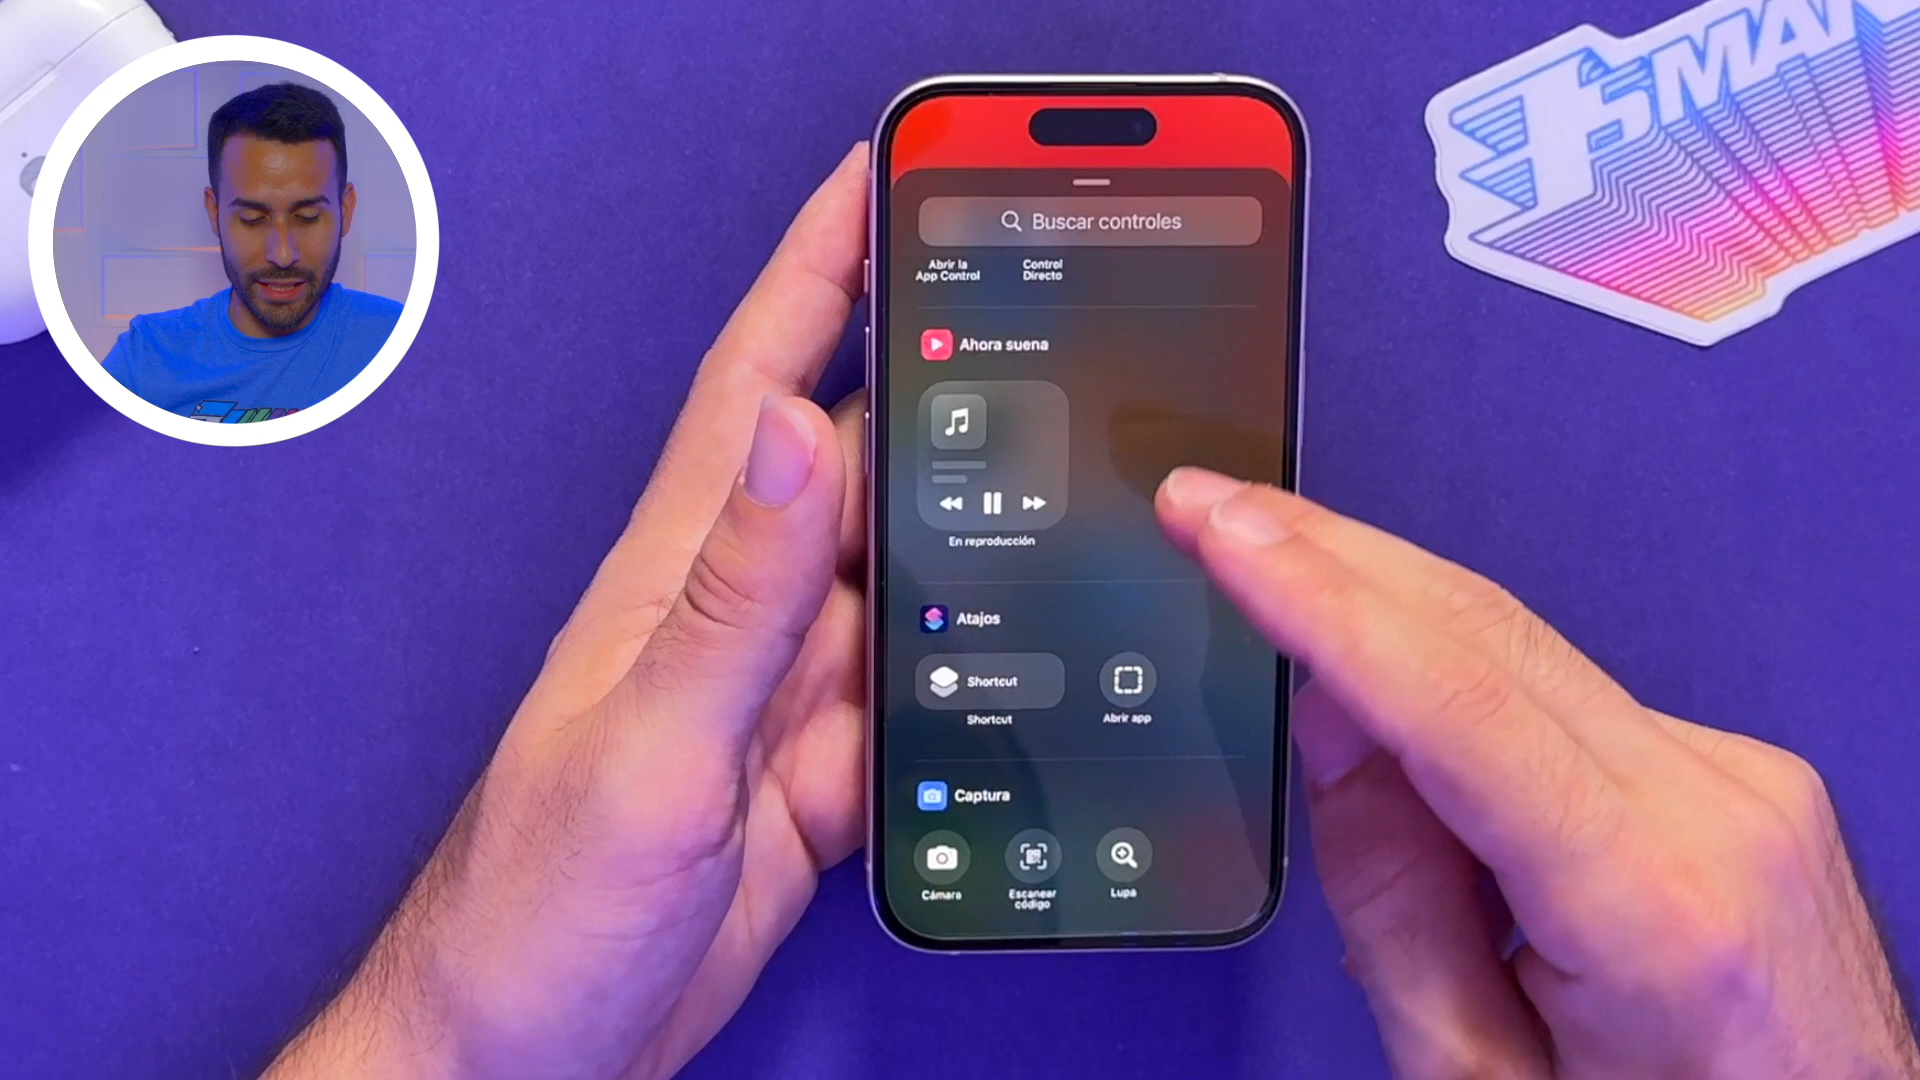 Buscar controles
Abrir la
App Control
Control
Directo
Ahora suena
En reproducción
Atajos
Shortcut
Shortcut
Abrir app
Captura
Cámara
Escanear
código
Lupa